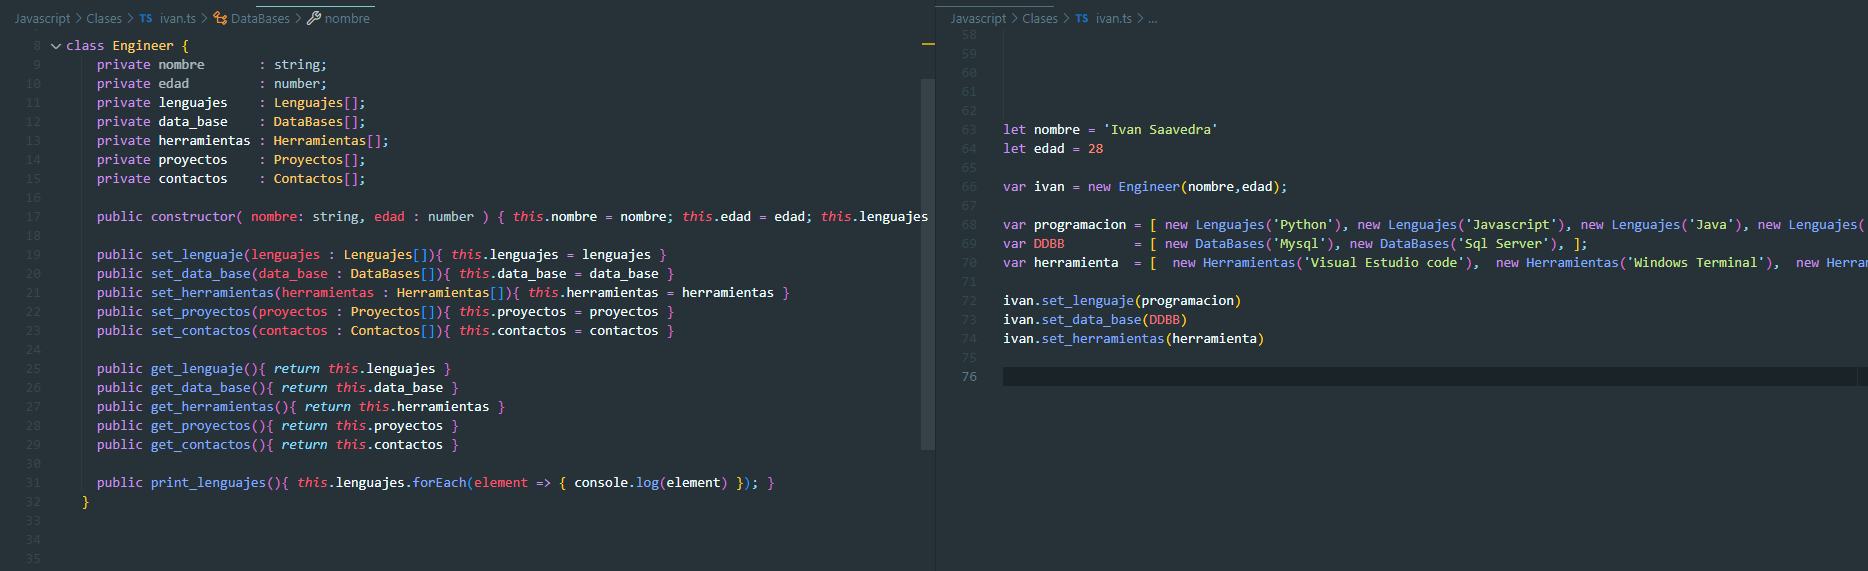 Javascript > Clases > TS ivan.ts > DataBases > nombre
8 class Engineer {
9 private nombre : string;
10 private edad : number;
11 private lenguajes : Lenguajes[];
12 private data_base : DataBases[];
13 private herramientas : Herramientas[];
14 private proyectos : Proyectos[];
15 private contactos : Contactos[];
16
17 public constructor( nombre: string, edad : number ) { this.nombre = nombre; this.edad = edad; this.lenguajes
18
19 public set_lenguaje(lenguajes : Lenguajes[]){ this.lenguajes = lenguajes }
20 public set_data_base(data_base : DataBases[]){ this.data_base = data_base }
21 public set_herramientas(herramientas : Herramientas[]){ this.herramientas = herramientas }
22 public set_proyectos(proyectos : Proyectos[]){ this.proyectos = proyectos }
23 public set_contactos(contactos : Contactos[]){ this.contactos = contactos }
24
25 public get_lenguaje(){ return this.lenguajes }
26 public get_data_base(){ return this.data_base }
27 public get_herramientas(){ return this.herramientas }
28 public get_proyectos(){ return this.proyectos }
29 public get_contactos(){ return this.contactos }
30
31 public print_lenguajes(){ this.lenguajes.forEach(element => { console.log(element) }); }
32 }
33
34
35
Javascript > Clases > TS ivan.ts > ...
58
59
60
61
62
63 let nombre = 'Ivan Saavedra'
64 let edad = 28
65
66 var ivan = new Engineer(nombre,edad);
67
68 var programacion = [ new Lenguajes('Python'), new Lenguajes('Javascript'), new Lenguajes('Java'), new Lenguajes('
69 var DDBB = [ new DataBases('Mysql'), new DataBases('Sql Server'), ];
70 var herramienta = [ new Herramientas('Visual Estudio code'), new Herramientas('Windows Terminal'), new Herram
71
72 ivan.set_lenguaje(programacion)
73 ivan.set_data_base(DDBB)
74 ivan.set_herramientas(herramienta)
75
76